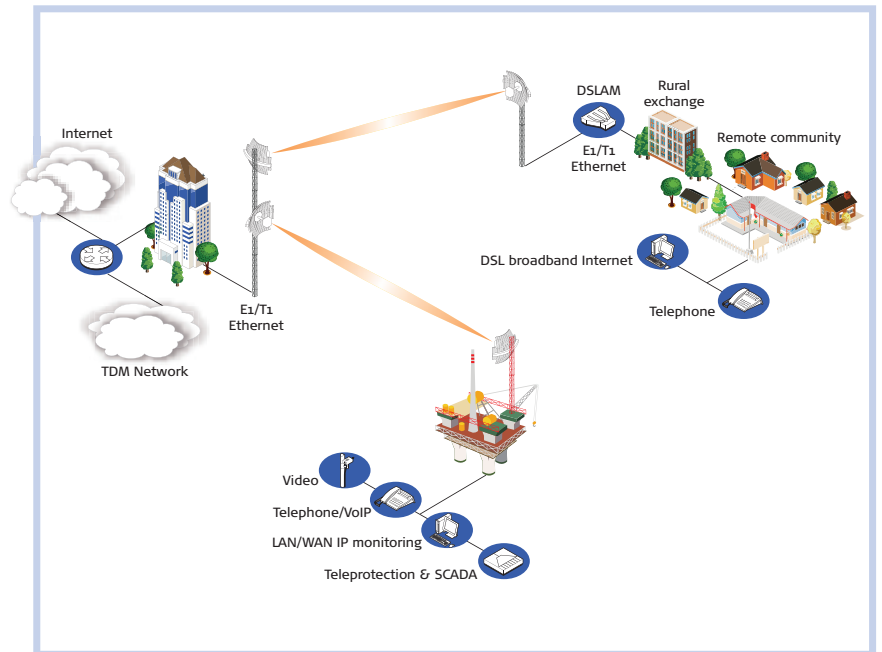 Internet
TDM Network
E1/T1
Ethernet
DSLAM
E1/T1
Ethernet
Rural
exchange
Remote community
DSL broadband Internet
Telephone
Video
Telephone/VoIP
LAN/WAN IP monitoring
Teleprotection & SCADA